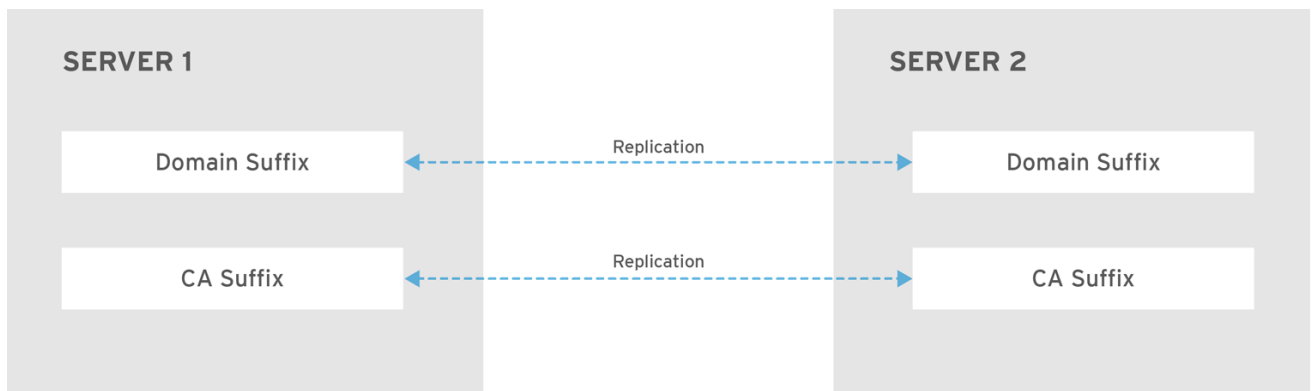 SERVER 1
SERVER 2
Replication
Domain Suffix
Domain Suffix
Replication
CA Suffix
CA Suffix